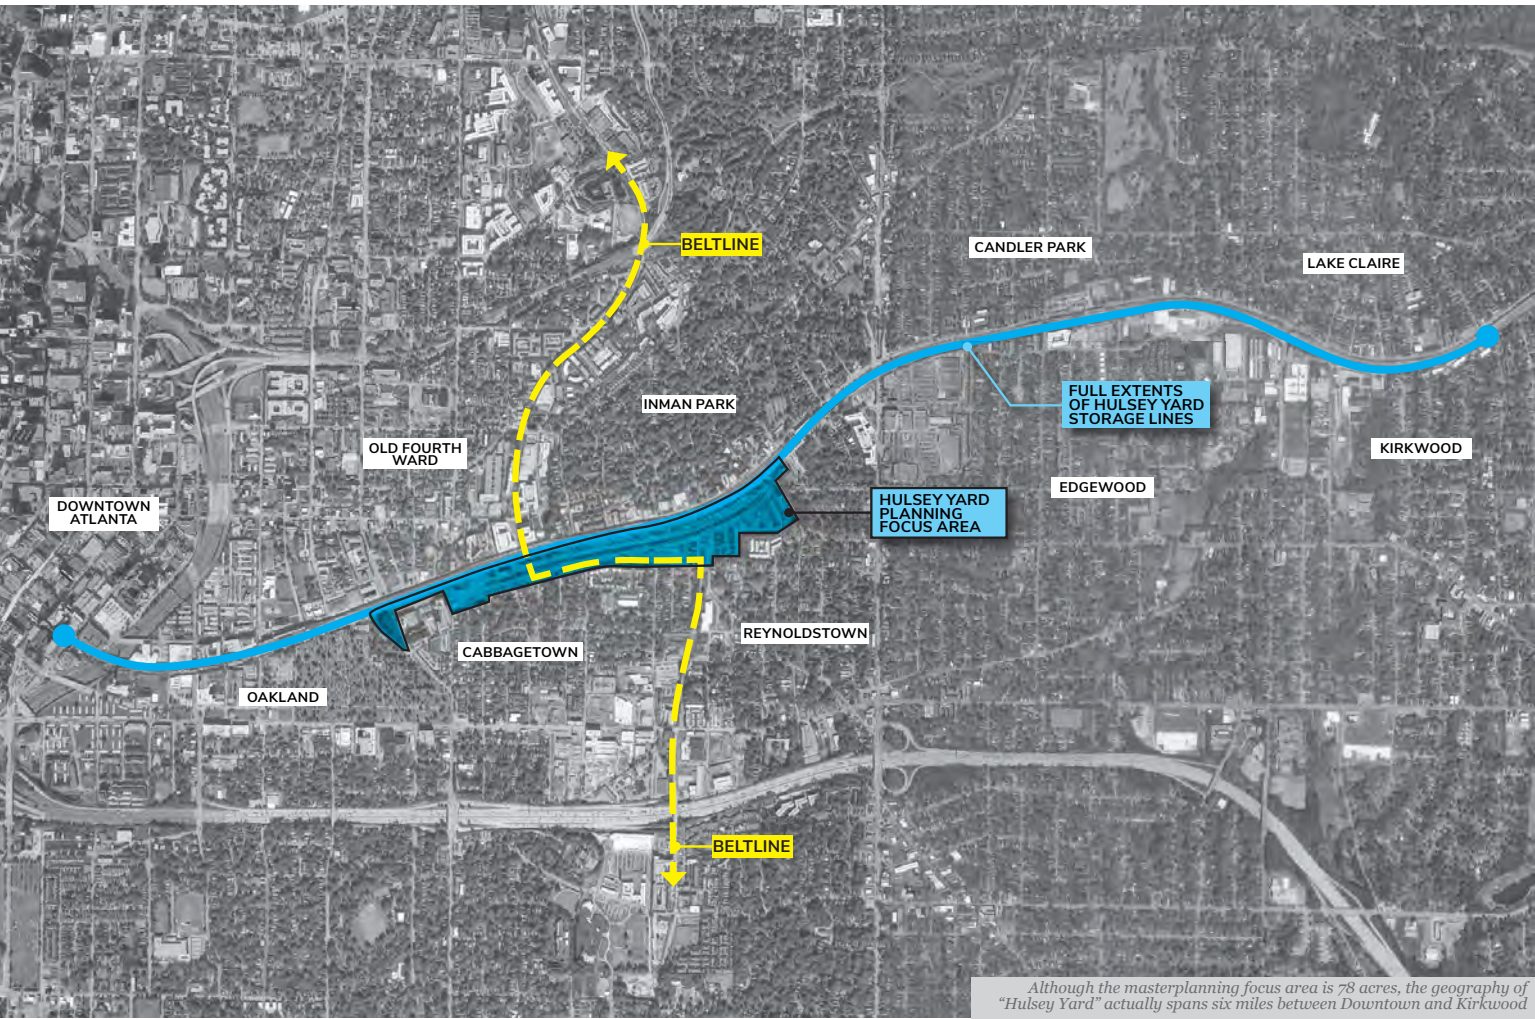 BELTLINE
CANDLER PARK
LAKE CLAIRE
FULL EXTENTS
OF HULSEY YARD
STORAGE LINES
INMAN PARK
OLD FOURTH
WARD
KIRKWOOD
EDGEWOOD
DOWNTOWN
ATLANTA
HULSEY YARD
PLANNING
FOCUS AREA
REYNOLDSTOWN
CABBAGETOWN
OAKLAND
BELTLINE
Although the masterplanning focus area is 78 acres, the geography of
“Hulsey Yard” actually spans six miles between Downtown and Kirkwood